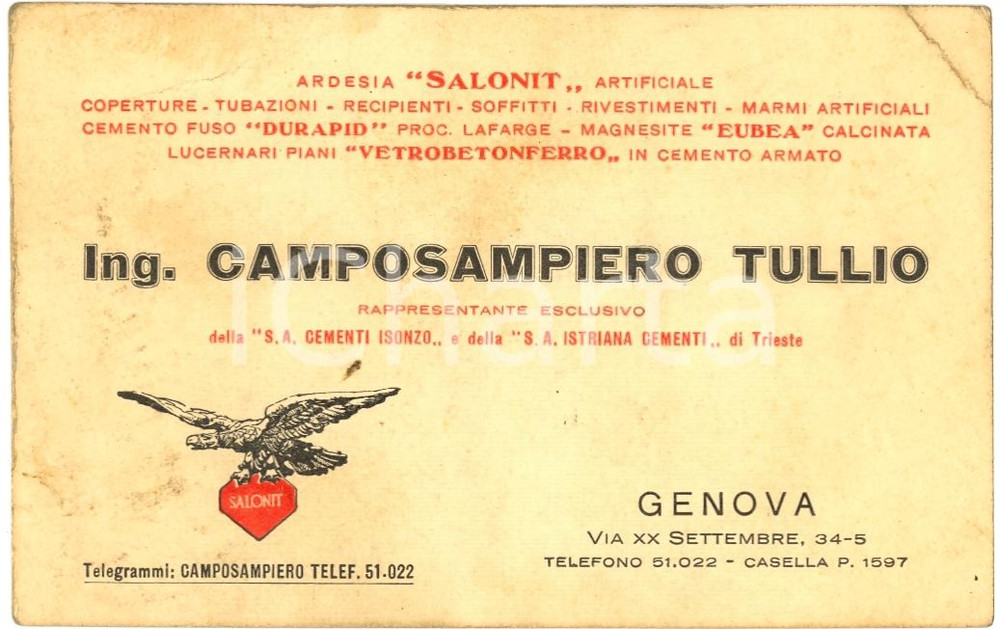 ARDESIA “SALONIT„ ARTIFICIALE
COPERTURE - TUBAZIONI - RECIPIENTI - SOFFITTI - RIVESTIMENTI - MARMI ARTIFICIALI
CEMENTO FUSO “DURAPID” PROC. LAFARGE - MAGNESITE “EUBEA” CALCINATA
LUCERNARI PIANI “VETROBETONFERRO„ IN CEMENTO ARMATO
Ing. CAMPOSAMPIERO TULLIO
iCharta
RAPPRESENTANTE ESCLUSIVO
della “S.A. CEMENTI ISONZO„ e della “S.A. ISTRIANA CEMENTI„ di Trieste
SALONIT
Telegrammi: CAMPOSAMPIERO TELEF. 51.022
GENOVA
VIA XX SETTEMBRE, 34-5
TELEFONO 51.022 - CASELLA P. 1597